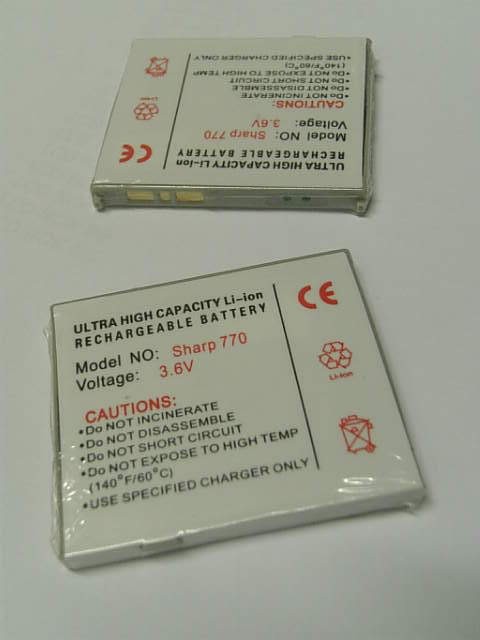 ULTRA HIGH CAPACITY Li-ion
RECHARGEABLE BATTERY
Model NO: Sharp 770
Voltage: 3.6V
CAUTIONS:
•Do NOT INCINERATE
•Do NOT DISASSEMBLE
•Do NOT SHORT CIRCUIT
•Do NOT EXPOSE TO HIGH TEMP
(140°F/60°C)
•USE SPECIFIED CHARGER ONLY
CE
Li-ion
ULTRA HIGH CAPACITY Li-ion
RECHARGEABLE BATTERY
Model NO: Sharp 770
Voltage: 3.6V
CAUTIONS:
•Do NOT INCINERATE
•Do NOT DISASSEMBLE
•Do NOT SHORT CIRCUIT
•Do NOT EXPOSE TO HIGH TEMP
(140°F/60°C)
•USE SPECIFIED CHARGER ONLY
CE
Li-ion